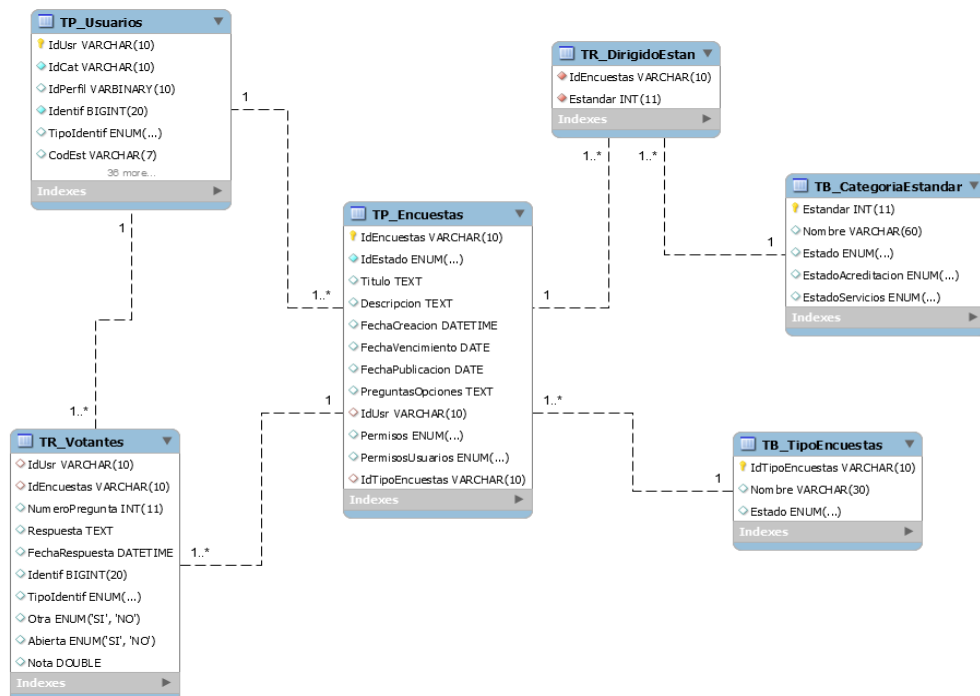 TP_Usuarios
IdUsr VARCHAR(10)
IdCat VARCHAR(10)
IdPerfil VARBINARY(10)
Identif BIGINT(20)
TipoIdentif ENUM(...)
CodEst VARCHAR(7)
36 more...
Indexes
1
1
1..*
1..*
TR_DirigidoEstan
IdEncuestas VARCHAR(10)
Estandar INT(11)
Indexes
1..*
1..*
1
1
TB_CategoriaEstandar
Estandar INT(11)
Nombre VARCHAR(60)
Estado ENUM(...)
EstadoAcreditacion ENUM(...)
EstadoServicios ENUM(...)
Indexes
TP_Encuestas
IdEncuestas VARCHAR(10)
IdEstado ENUM(...)
Titulo TEXT
Descripcion TEXT
FechaCreacion DATETIME
FechaVencimiento DATE
FechaPublicacion DATE
PreguntasOpciones TEXT
IdUsr VARCHAR(10)
Permisos ENUM(...)
PermisosUsuarios ENUM(...)
IdTipoEncuestas VARCHAR(10)
Indexes
1
1..*
1..*
1
TR_Votantes
IdUsr VARCHAR(10)
IdEncuestas VARCHAR(10)
NumeroPregunta INT(11)
Respuesta TEXT
FechaRespuesta DATETIME
Identif BIGINT(20)
TipoIdentif ENUM(...)
Otra ENUM('SI', 'NO')
Abierta ENUM('SI', 'NO')
Nota DOUBLE
Indexes
TB_TipoEncuestas
IdTipoEncuestas VARCHAR(10)
Nombre VARCHAR(30)
Estado ENUM(...)
Indexes